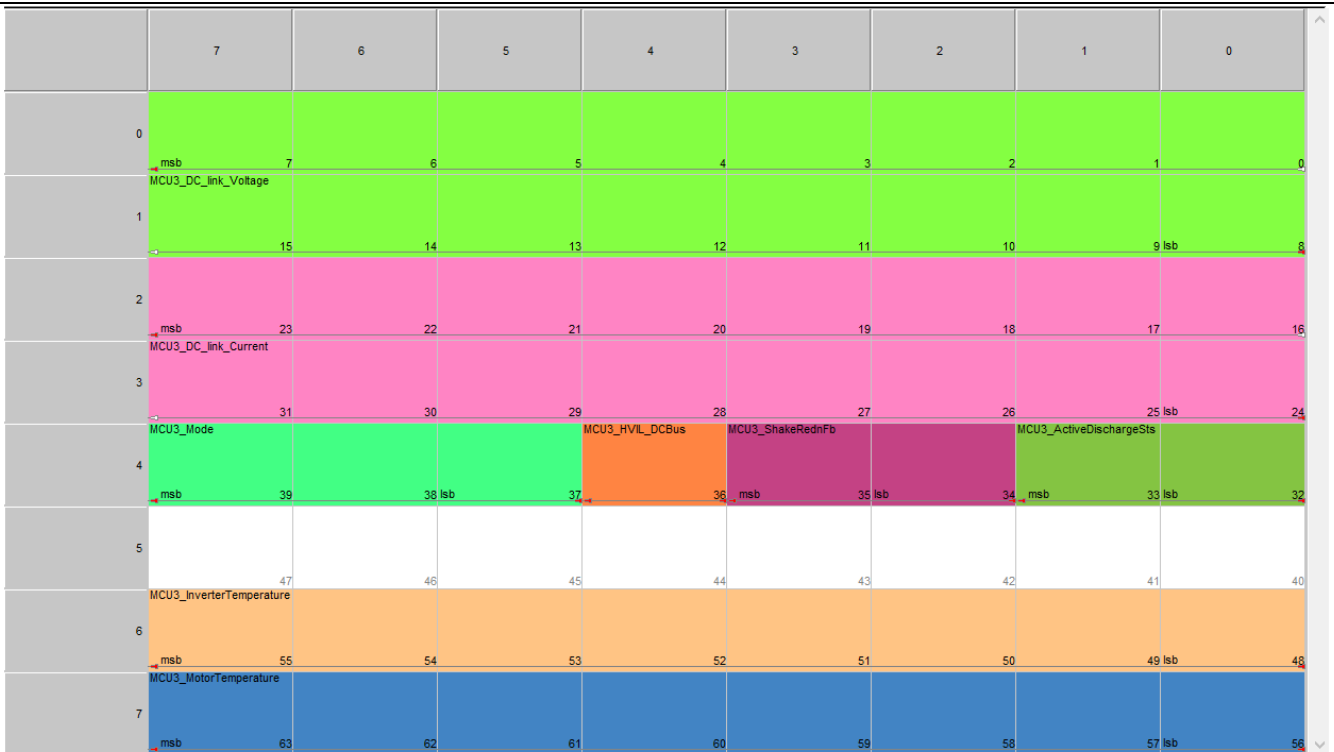 7 6 5 4 3 2 1 0
0
msb 7 6 5 4 3 2 1 0
MCU3_DC_link_Voltage
1
15 14 13 12 11 10 9 lsb 8
2
msb 23 22 21 20 19 18 17 16
MCU3_DC_link_Current
3
31 30 29 28 27 26 25 lsb 24
MCU3_Mode MCU3_HVIL_DCBus MCU3_ShakeRednFb MCU3_ActiveDischargeSts
4
msb 39 38 lsb 37 36 msb 35 lsb 34 msb 33 lsb 32
5
47 46 45 44 43 42 41 40
MCU3_InverterTemperature
6
msb 55 54 53 52 51 50 49 lsb 48
MCU3_MotorTemperature
7
msb 63 62 61 60 59 58 57 lsb 56